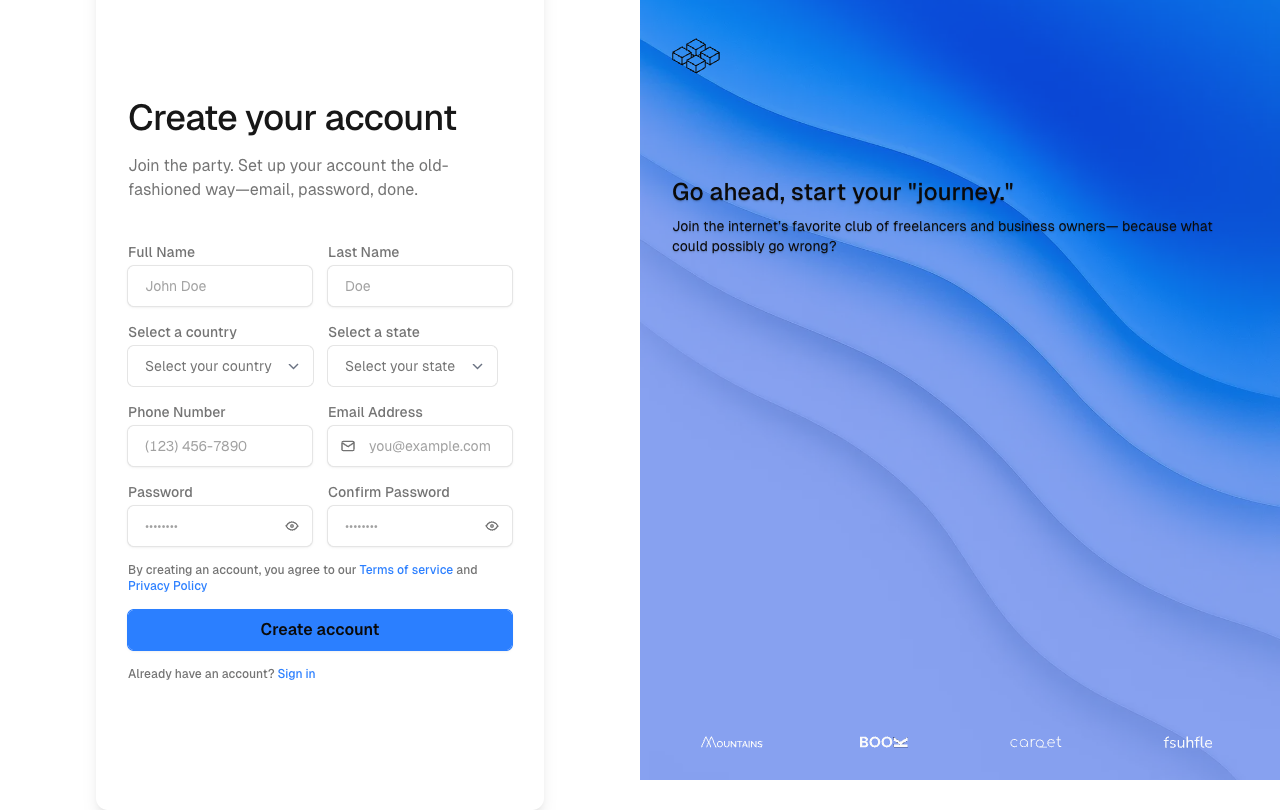 Create your account
Join the party. Set up your account the old-
fashioned way—email, password, done.
Full Name
Last Name
John Doe
Doe
Select a country
Select a state
Select your country
Select your state
Phone Number
Email Address
(123) 456-7890
you@example.com
Password
Confirm Password
••••••••
••••••••
By creating an account, you agree to our Terms of service and
Privacy Policy
Create account
Already have an account? Sign in
Go ahead, start your "journey."
Join the internet's favorite club of freelancers and business owners— because what
could possibly go wrong?
MOUNTAINS
fsuhfle